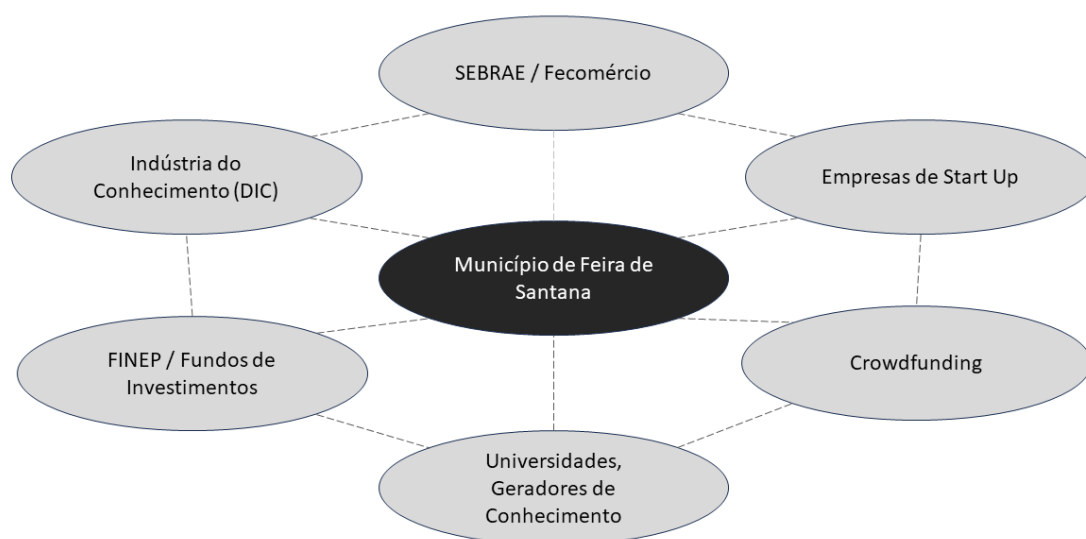 SEBRAE / Fecomércio
Indústria do
Conhecimento (DIC)
Empresas de Start Up
Município de Feira de
Santana
FINEP / Fundos de
Investimentos
Crowdfunding
Universidades,
Geradores de
Conhecimento